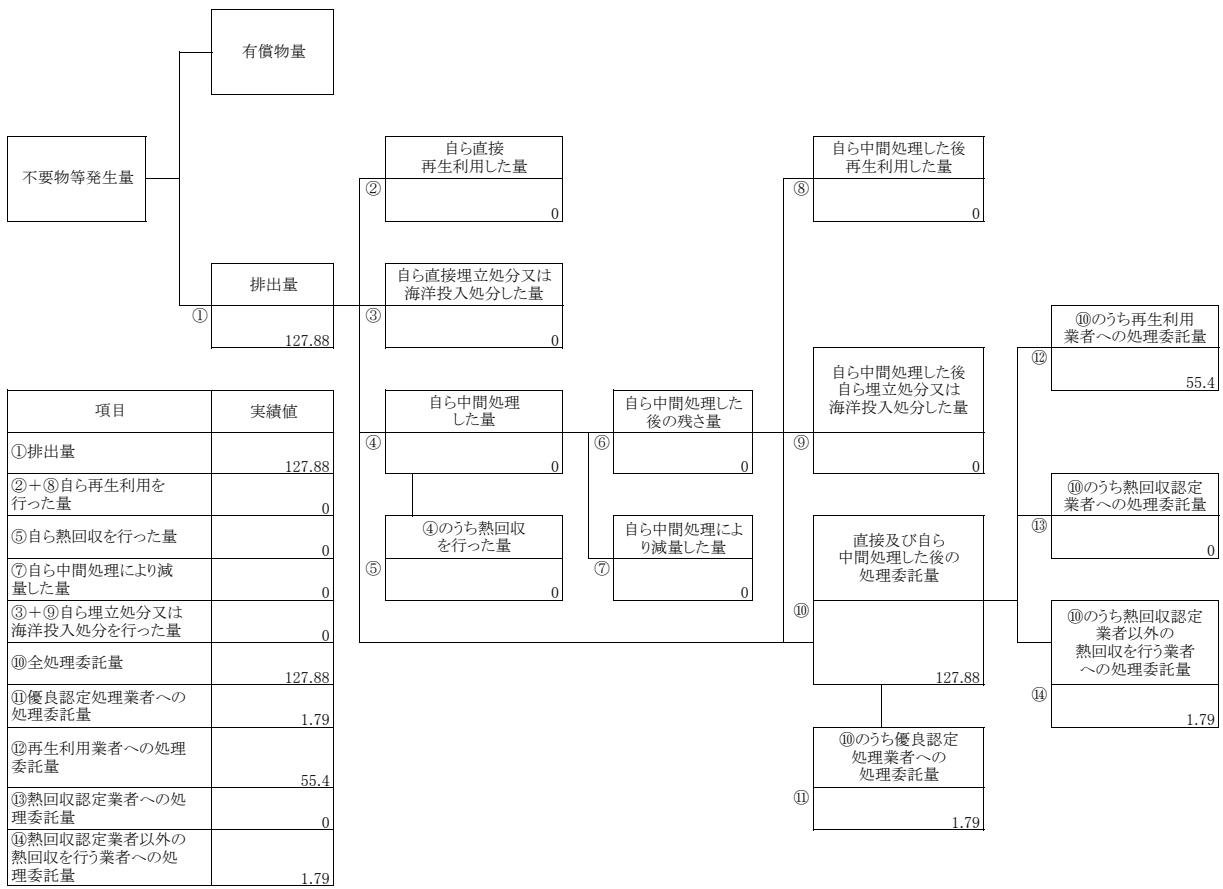 有償物量
不要物等発生量
自ら直接
再生利用した量
②
0
自ら中間処理した後
再生利用した量
⑧
0
排出量
①
127.88
自ら直接埋立処分又は
海洋投入処分した量
③
0
⑩のうち再生利用
業者への処理委託量
⑫
55.4
自ら中間処理
した量
④
0
自ら中間処理した
後の残さ量
⑥
0
自ら中間処理した後
自ら埋立処分又は
海洋投入処分した量
⑨
0
⑩のうち熱回収認定
業者への処理委託量
⑬
0
④のうち熱回収
を行った量
⑤
0
自ら中間処理によ
り減量した量
⑦
0
直接及び自ら
中間処理した後の
処理委託量
⑩
127.88
⑩のうち熱回収認定
業者以外の
熱回収を行う業者
への処理委託量
⑭
1.79
⑩のうち優良認定
処理業者への
処理委託量
⑪
1.79
項目 実績値
①排出量
127.88
②+⑧自ら再生利用を
行った量
0
⑤自ら熱回収を行った量
0
⑦自ら中間処理により減
量した量
0
③+⑨自ら埋立処分又は
海洋投入処分を行った量
0
⑩全処理委託量
127.88
⑪優良認定処理業者への
処理委託量
1.79
⑫再生利用業者への処理
委託量
55.4
⑬熱回収認定業者への処
理委託量
0
⑭熱回収認定業者以外の
熱回収を行う業者への処
理委託量
1.79